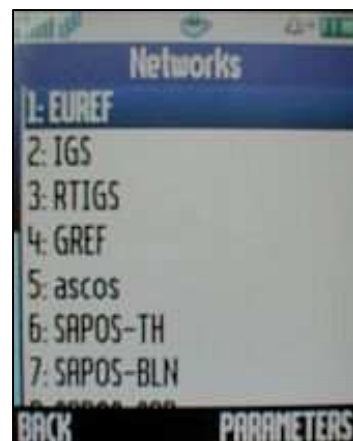 Networks
1: EUREF
2: IGS
3: RTIGS
4: GREF
5: ascos
6: SAPOS-TH
7: SAPOS-BLN
BACK PARAMETERS